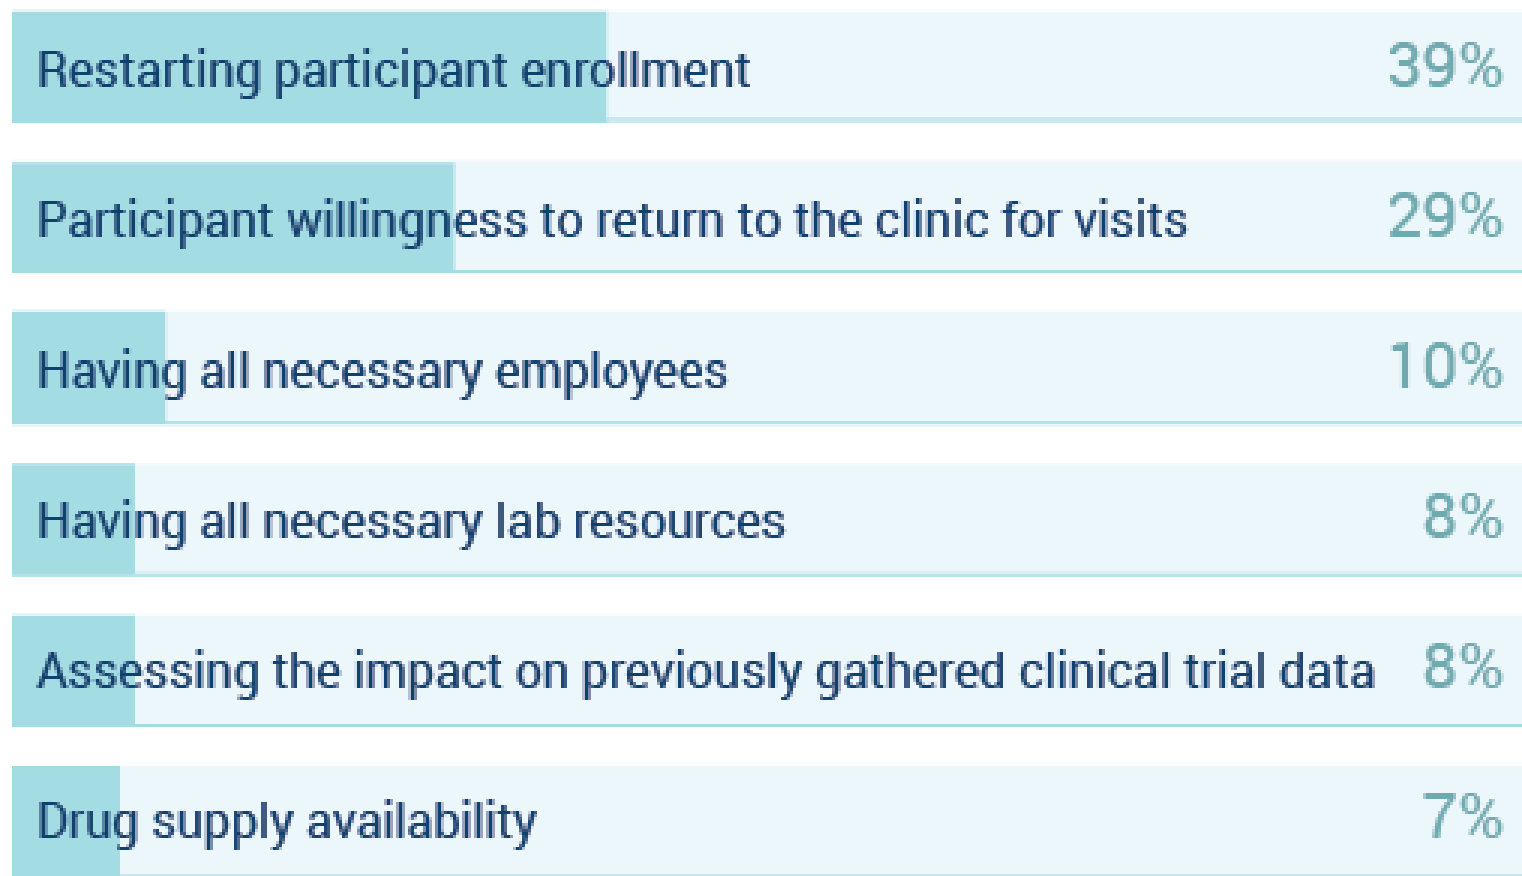 Restarting participant enrollment 39%
Participant willingness to return to the clinic for visits 29%
Having all necessary employees 10%
Having all necessary lab resources 8%
Assessing the impact on previously gathered clinical trial data 8%
Drug supply availability 7%